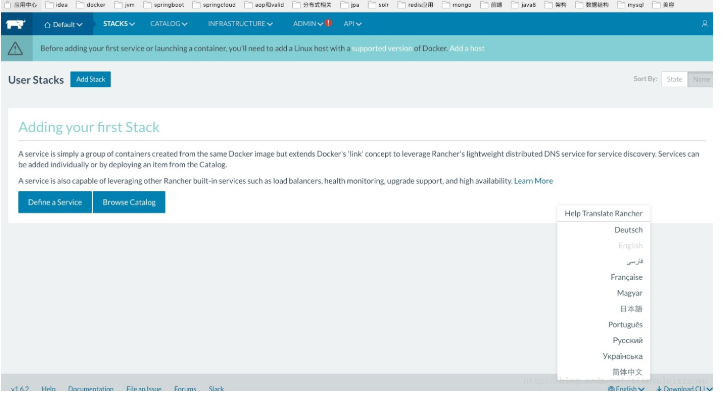 应用中心 idea docker jvm springboot springcloud aop和valid 分布式相关 jpa solr redis应用 mongo 前端 java8 架构 数据结构 mysql 美容
Default STACKS CATALOG INFRASTRUCTURE ADMIN API
Before adding your first service or launching a container, you'll need to add a Linux host with a supported version of Docker. Add a host
User Stacks Add Stack Sort By: State Name
Adding your first Stack
A service is simply a group of containers created from the same Docker image but extends Docker's 'link' concept to leverage Rancher's lightweight distributed DNS service for service discovery. Services can
be added individually or by deploying an item from the Catalog.
A service is also capable of leveraging other Rancher built-in services such as load balancers, health monitoring, upgrade support, and high availability. Learn More
Define a Service Browse Catalog
Help Translate Rancher
Deutsch
English
فارسی
Française
Magyar
日本語
Português
Русский
Українська
简体中文
v1.6.2 Help Documentation File an Issue Forums Slack English Download CLI